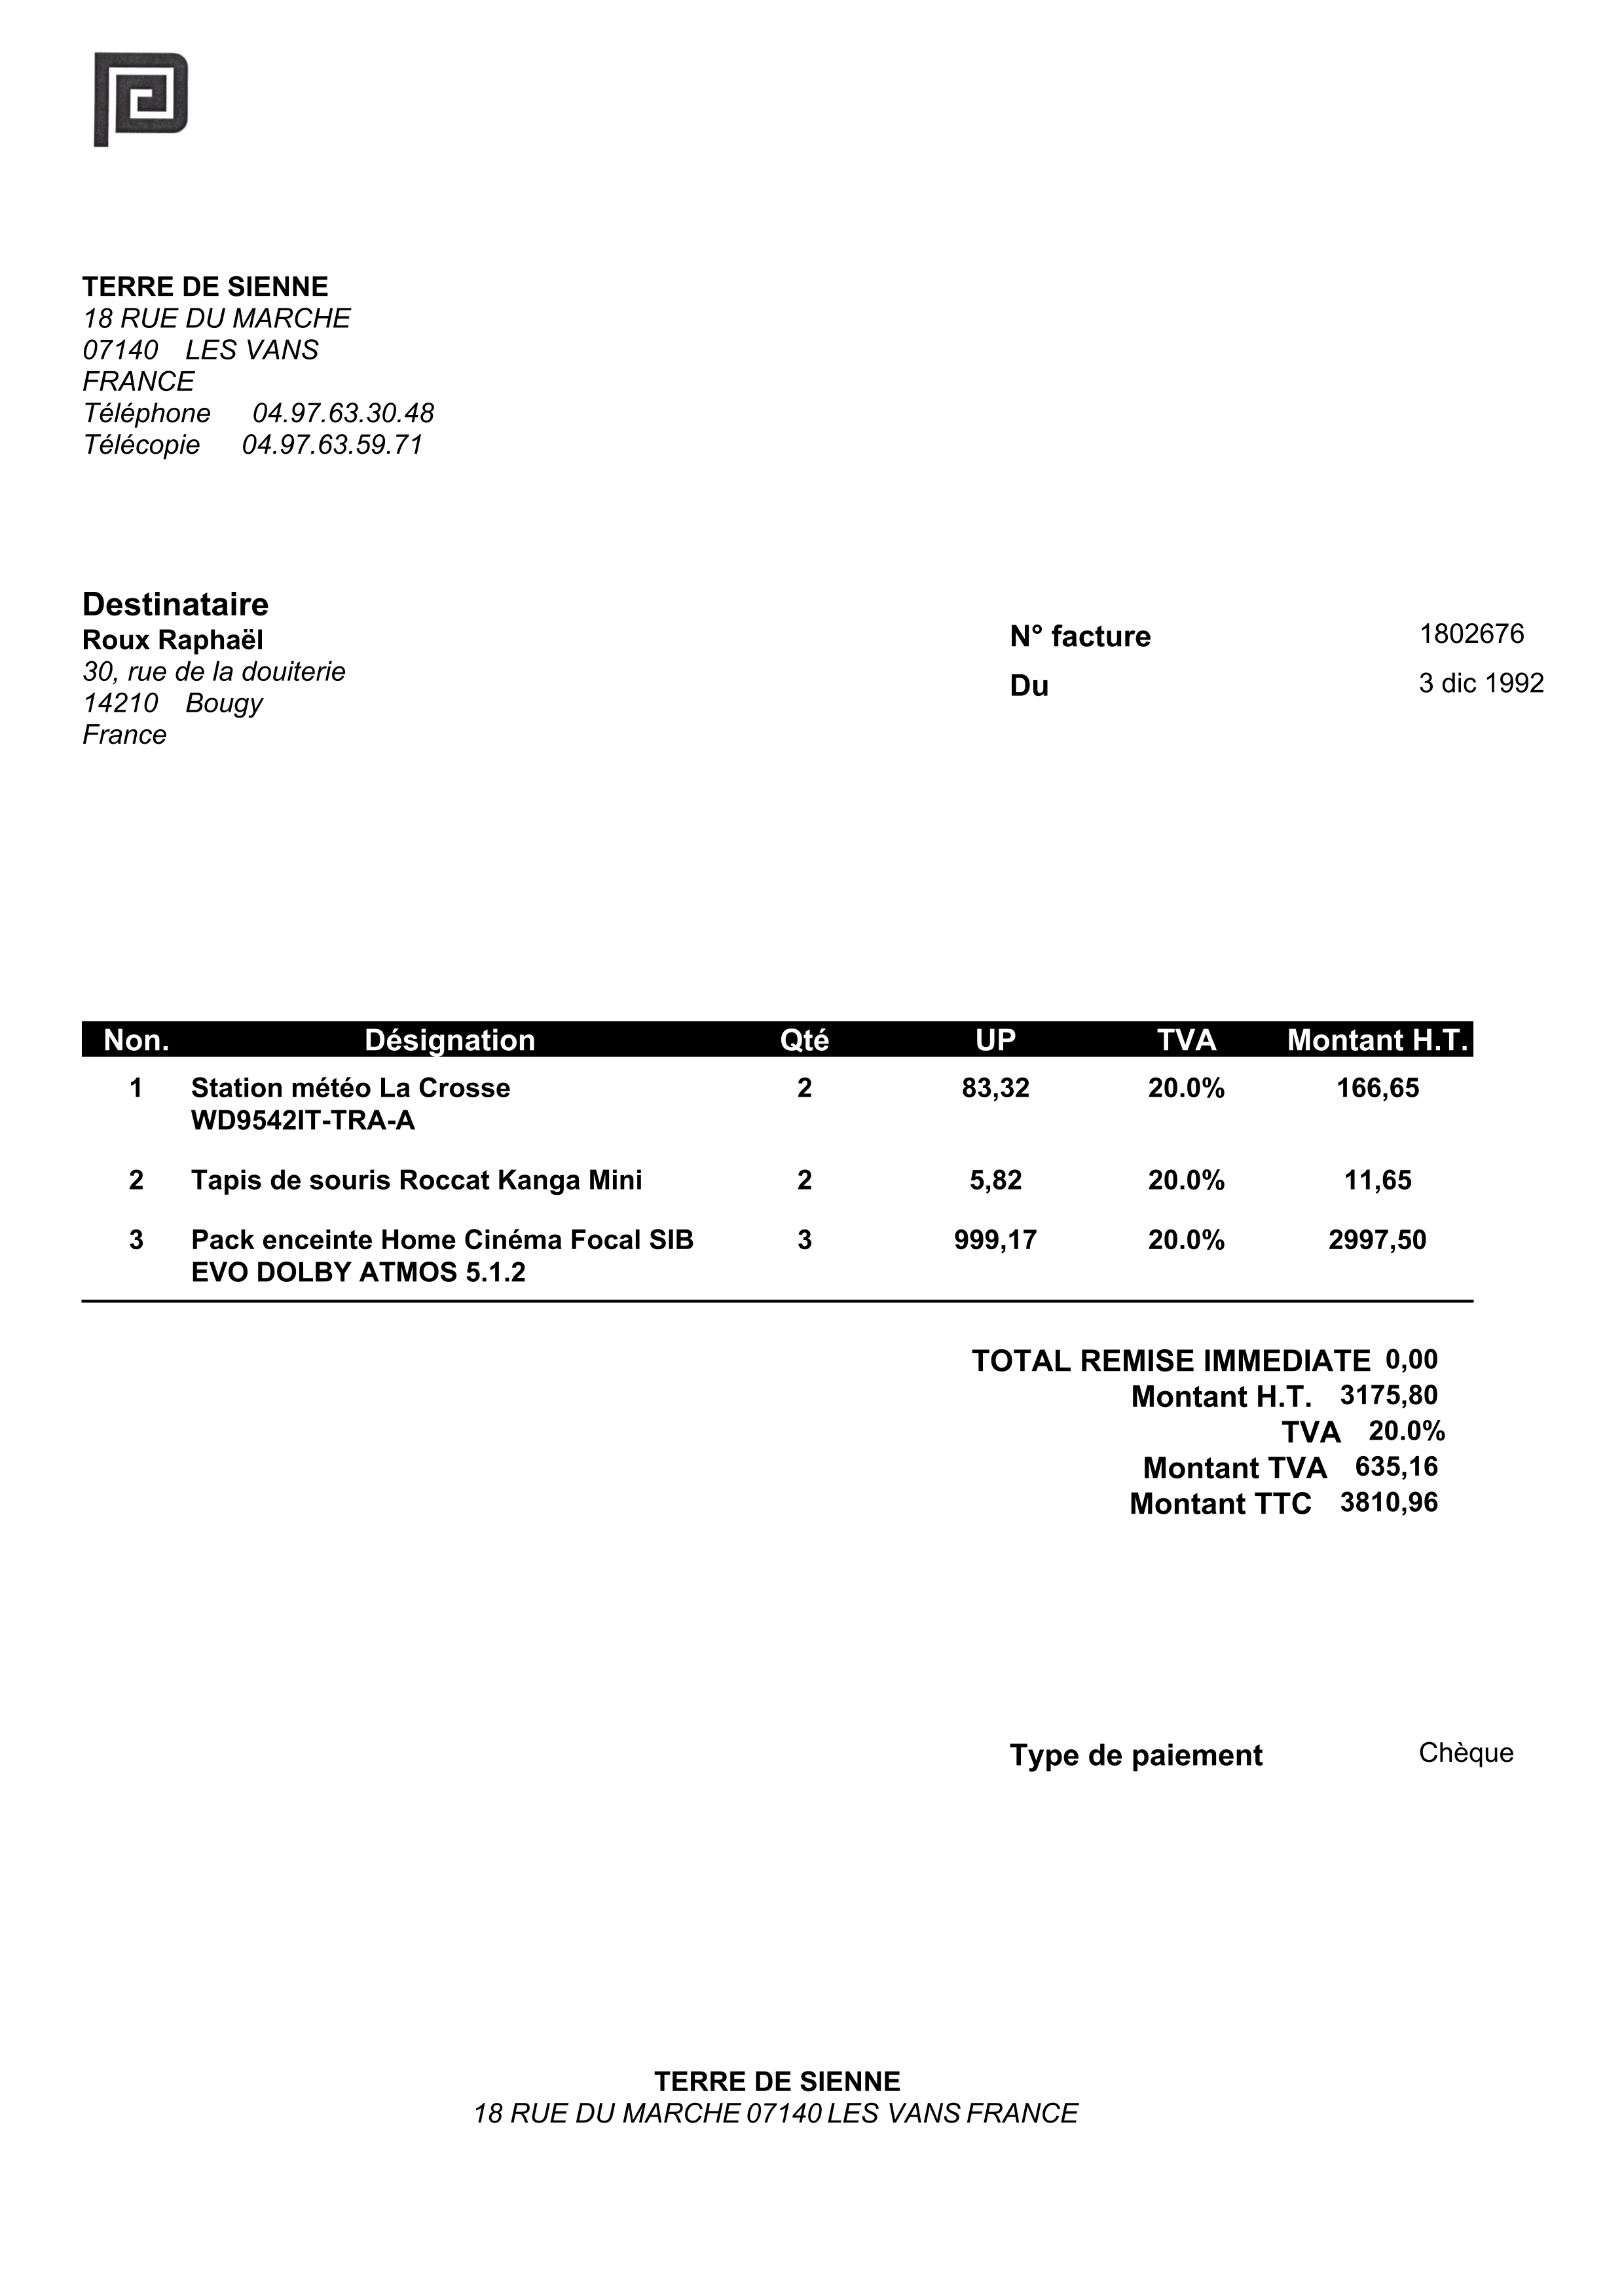 TERRE DE SIENNE
18 RUE DU MARCHE
07140 LES VANS
FRANCE
Téléphone 04.97.63.30.48
Télécopie 04.97.63.59.71
Destinataire
Roux Raphaël
30, rue de la douiterie
14210 Bougy
France
N° facture 1802676
Du 3 dic 1992
Non. Désignation Qté UP TVA Montant H.T.
1 Station météo La Crosse 2 83,32 20.0% 166,65
WD9542IT-TRA-A
2 Tapis de souris Roccat Kanga Mini 2 5,82 20.0% 11,65
3 Pack enceinte Home Cinéma Focal SIB 3 999,17 20.0% 2997,50
EVO DOLBY ATMOS 5.1.2
TOTAL REMISE IMMEDIATE 0,00
Montant H.T. 3175,80
TVA 20.0%
Montant TVA 635,16
Montant TTC 3810,96
Type de paiement Chèque
TERRE DE SIENNE
18 RUE DU MARCHE 07140 LES VANS FRANCE